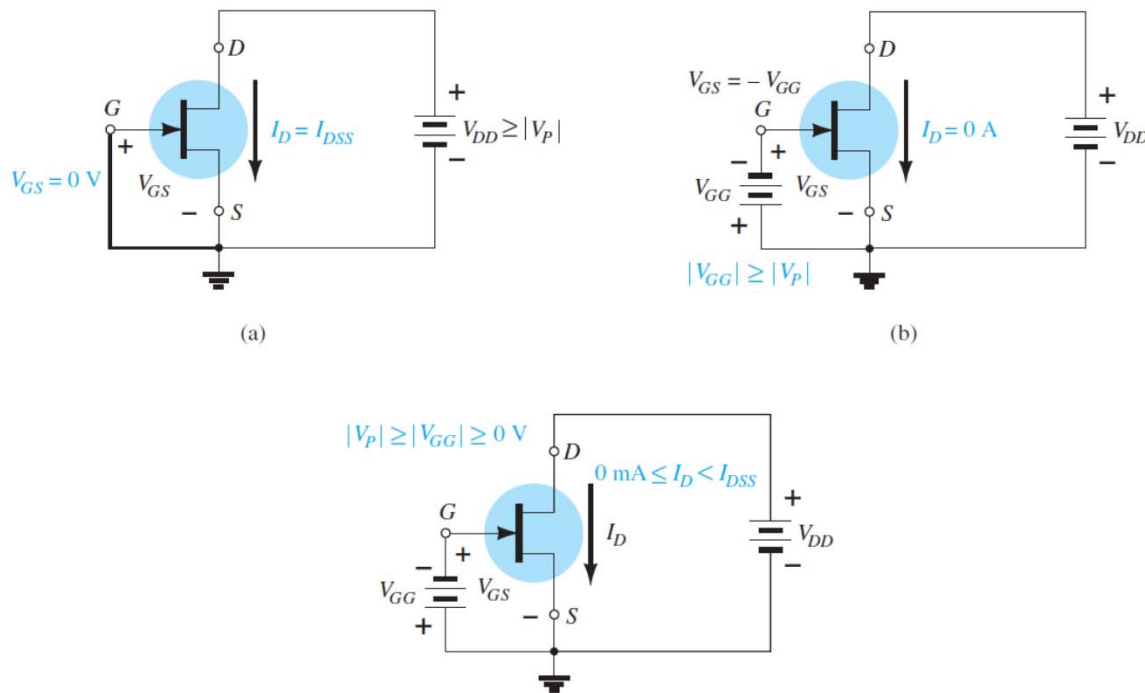 D
G
+
I_D = I_DSS
+
V_DD ≥ |V_P|
−
V_GS = 0 V
V_GS
−
S
(a)
D
V_GS = − V_GG
G
+
I_D = 0 A
+
V_DD
−
−
V_GG
+
V_GS
−
S
|V_GG| ≥ |V_P|
(b)
|V_P| ≥ |V_GG| ≥ 0 V
D
0 mA ≤ I_D < I_DSS
G
+
I_D
+
V_DD
−
−
V_GG
+
V_GS
−
S